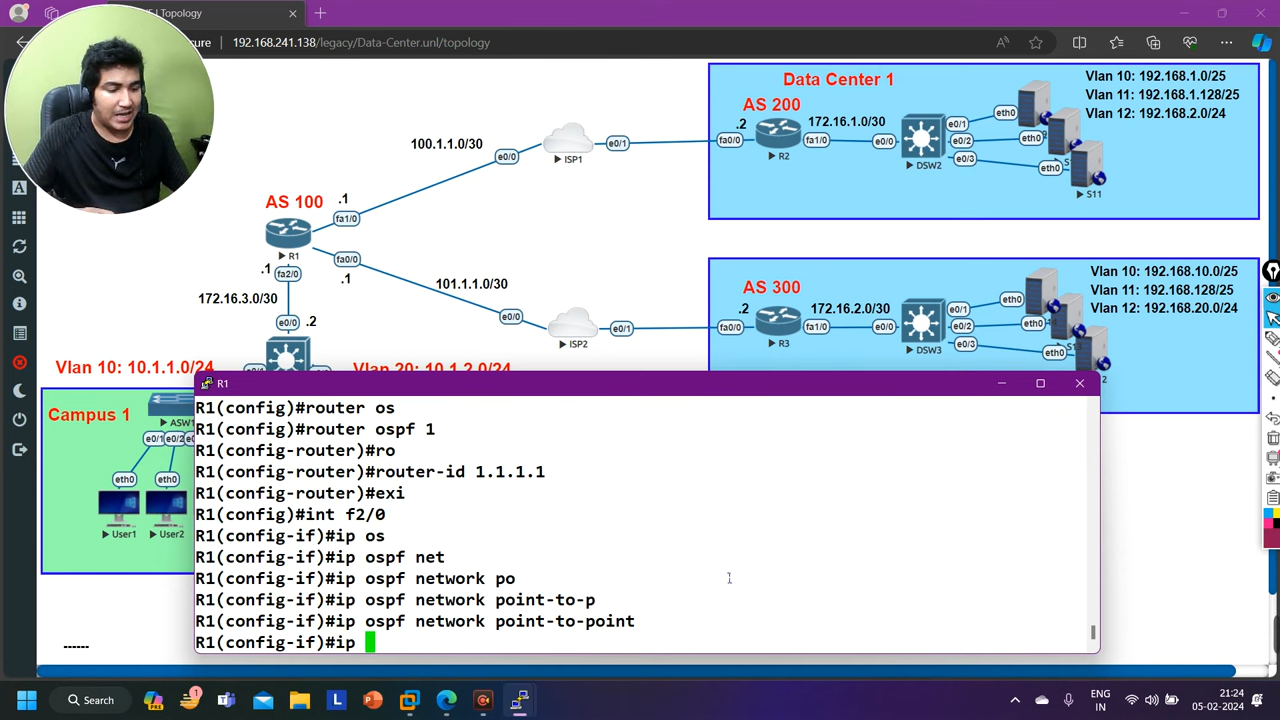 / | Topology
ure
192.168.241.138/legacy/Data-Center.unl/topology
Data Center 1
AS 200
172.16.1.0/30
.2
fa0/0
R2
fa1/0
e0/0
DSW2
e0/1
e0/2
e0/3
eth0
eth0
eth0
S11
Vlan 10: 192.168.1.0/25
Vlan 11: 192.168.1.128/25
Vlan 12: 192.168.2.0/24
100.1.1.0/30
e0/0
ISP1
e0/1
AS 100
.1
fa1/0
R1
fa0/0
.1
.1
fa2/0
172.16.3.0/30
e0/0
.2
101.1.1.0/30
e0/0
ISP2
e0/1
AS 300
172.16.2.0/30
.2
fa0/0
R3
fa1/0
e0/0
DSW3
e0/1
e0/2
e0/3
eth0
eth0
eth0
Vlan 10: 192.168.10.0/25
Vlan 11: 192.168.128/25
Vlan 12: 192.168.20.0/24
Vlan 10: 10.1.1.0/24
Vlan 20: 10.1.2.0/24
Campus 1
ASW1
e0/1
e0/2
eth0
eth0
User1
User2
------
R1
R1(config)#router os
R1(config)#router ospf 1
R1(config-router)#ro
R1(config-router)#router-id 1.1.1.1
R1(config-router)#exi
R1(config)#int f2/0
R1(config-if)#ip os
R1(config-if)#ip ospf net
R1(config-if)#ip ospf network po
R1(config-if)#ip ospf network point-to-p
R1(config-if)#ip ospf network point-to-point
R1(config-if)#ip
Search
ENG
IN
21:24
05-02-2024